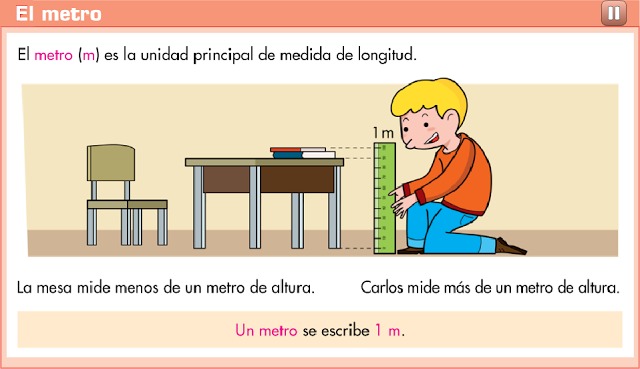 El metro
El metro (m) es la unidad principal de medida de longitud.
1 m
La mesa mide menos de un metro de altura.
Carlos mide más de un metro de altura.
Un metro se escribe 1 m.